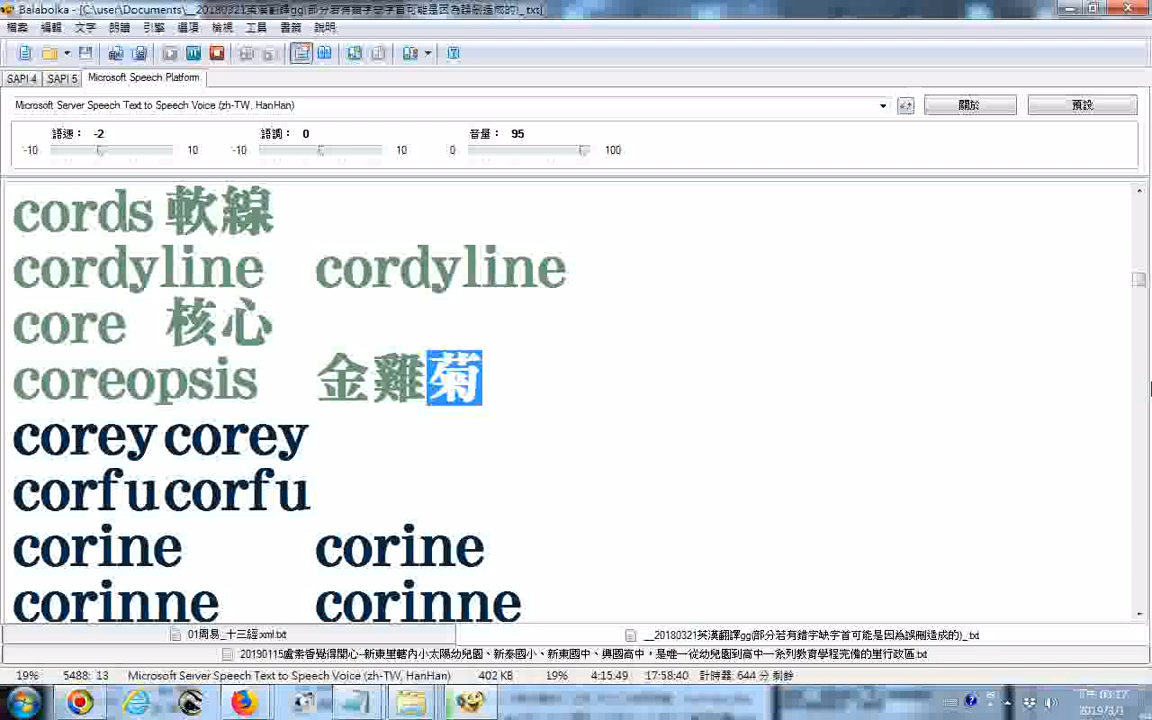 Balabolka - [C:\user\Documents\__20180321英漢翻譯gg(部分若有錯字缺字首可能是因為誤刪造成的)_.txt]
檔案 編輯 文字 朗讀 引擎 選項 檢視 工具 書籤 說明
SAPI 4 SAPI 5 Microsoft Speech Platform
Microsoft Server Speech Text to Speech Voice (zh-TW, HanHan) 關於 預設
語速： -2 語調： 0 音量： 95
-10 10 -10 10 0 100
cords 軟線
cordyline cordyline
core 核心
coreopsis 金雞菊
corey corey
corfu corfu
corine corine
corinne corinne
01周易_十三經.xml.txt __20180321英漢翻譯gg(部分若有錯字缺字首可能是因為誤刪造成的)_.txt
20190115盧素香覺得開心-新東里轄內小太陽幼兒園、新泰國小、新東國中、興國高中，是唯一從幼兒園到高中一系列教育學程完備的里行政區.txt
19% 5488: 13 Microsoft Server Speech Text to Speech Voice (zh-TW, HanHan) 402 KB 19% 4:15:49 17:58:40 計時器: 644 分 剩餘
下午 03:17
2019/3/1